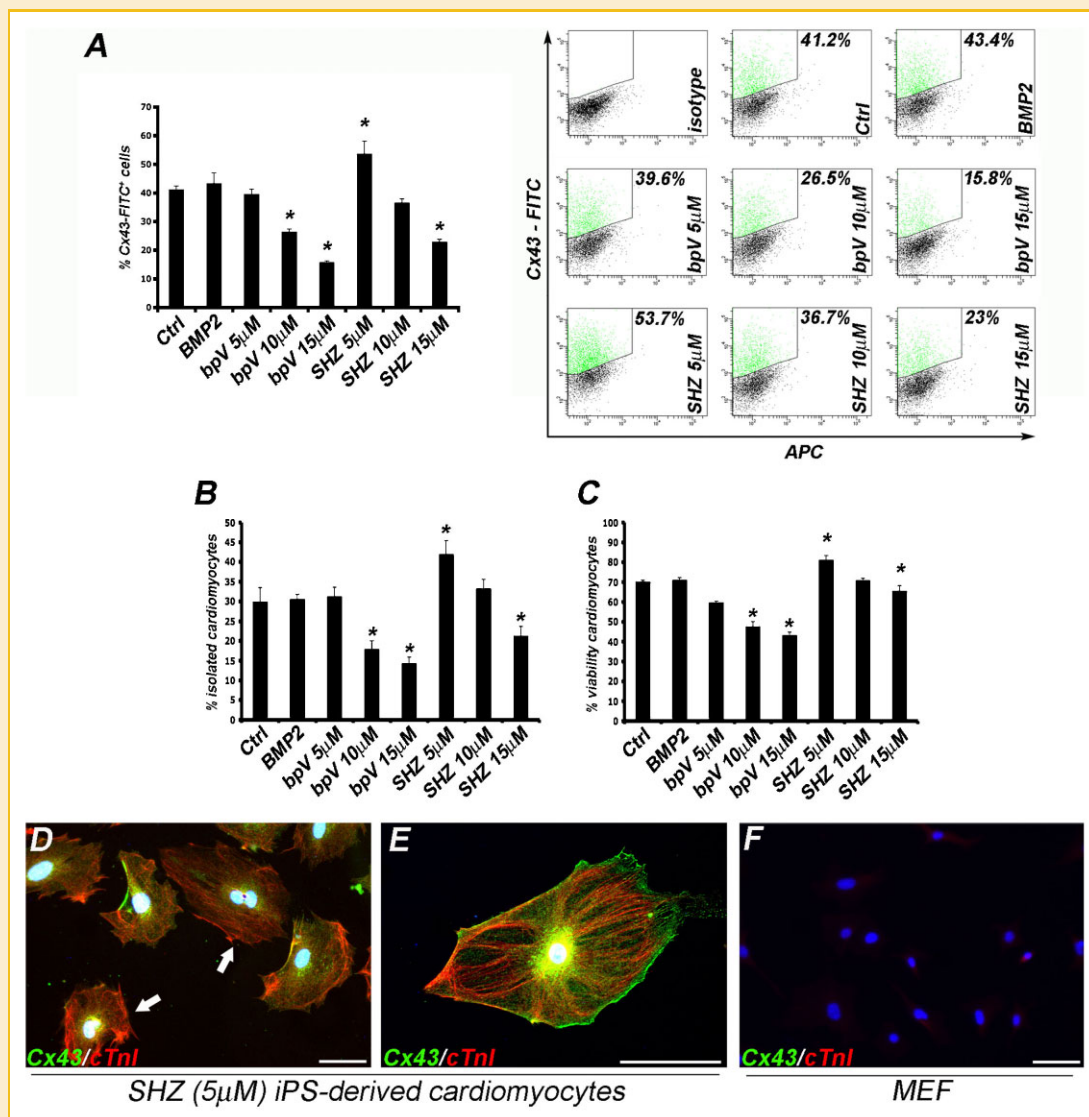 A
% Cx43-FITC⁺ cells
70
60
50
40
30
20
10
0
*
*
*
*
Ctrl
BMP2
bpV 5μM
bpV 10μM
bpV 15μM
SHZ 5μM
SHZ 10μM
SHZ 15μM
Cx43 - FITC
isotype
41.2%
Ctrl
43.4%
BMP2
39.6%
bpV 5μM
26.5%
bpV 10μM
15.8%
bpV 15μM
53.7%
SHZ 5μM
36.7%
SHZ 10μM
23%
SHZ 15μM
APC
B
% isolated cardiomyocytes
50
45
40
35
30
25
20
15
10
5
0
*
*
*
*
Ctrl
BMP2
bpV 5μM
bpV 10μM
bpV 15μM
SHZ 5μM
SHZ 10μM
SHZ 15μM
C
% viability cardiomyocytes
100
90
80
70
60
50
40
30
20
10
0
*
*
*
*
Ctrl
BMP2
bpV 5μM
bpV 10μM
bpV 15μM
SHZ 5μM
SHZ 10μM
SHZ 15μM
D
Cx43/cTnI
E
Cx43/cTnI
F
Cx43/cTnI
SHZ (5μM) iPS-derived cardiomyocytes
MEF